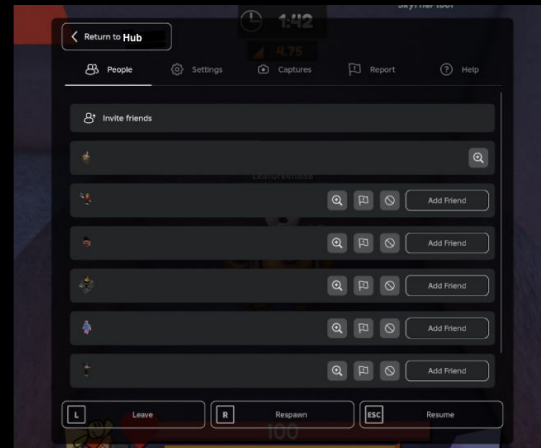 1:42
4.75
Return to Hub
People
Settings
Captures
Report
Help
Invite friends
Add Friend
Add Friend
Add Friend
Add Friend
Add Friend
L Leave
R Respawn
ESC Resume
100